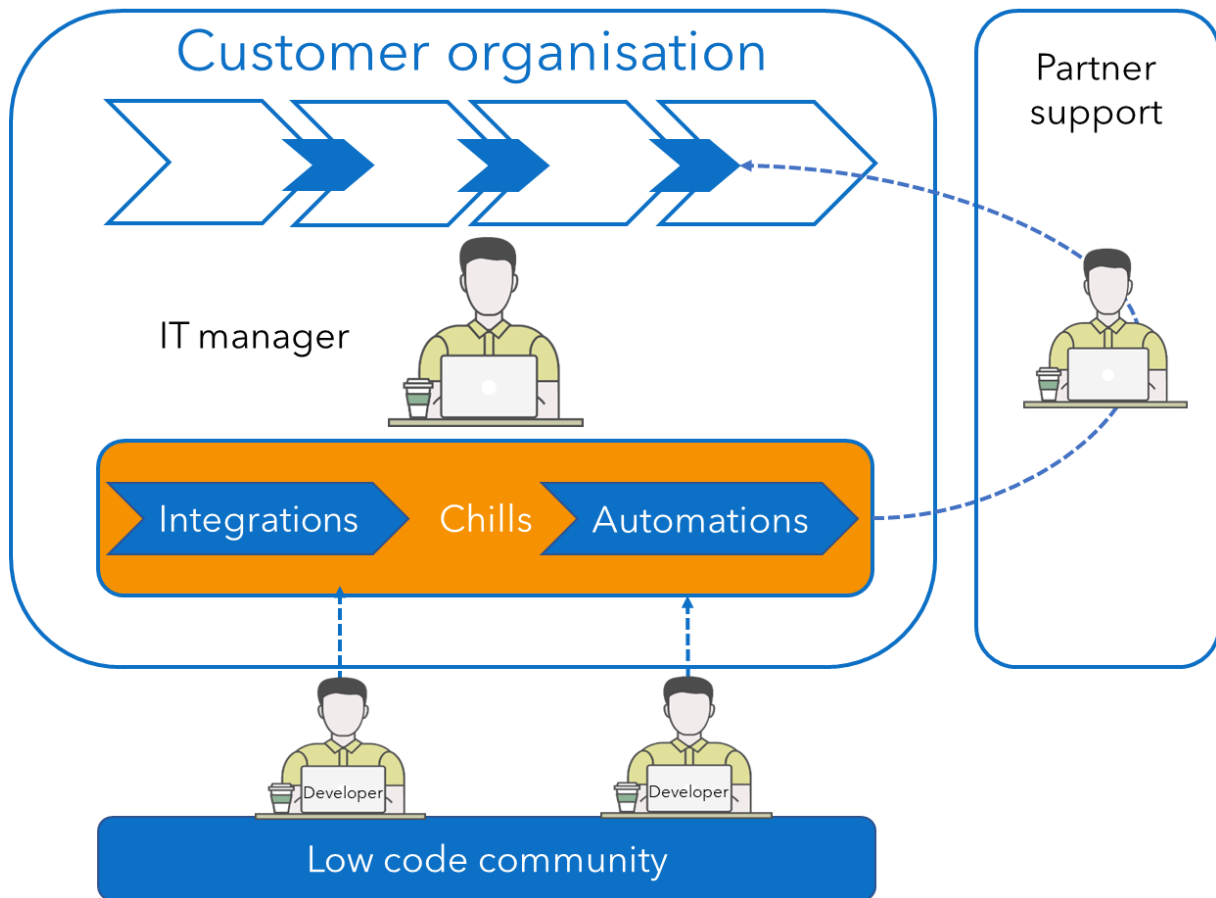 Customer organisation
Partner
support
IT manager
Integrations
Chills
Automations
Developer
Developer
Low code community